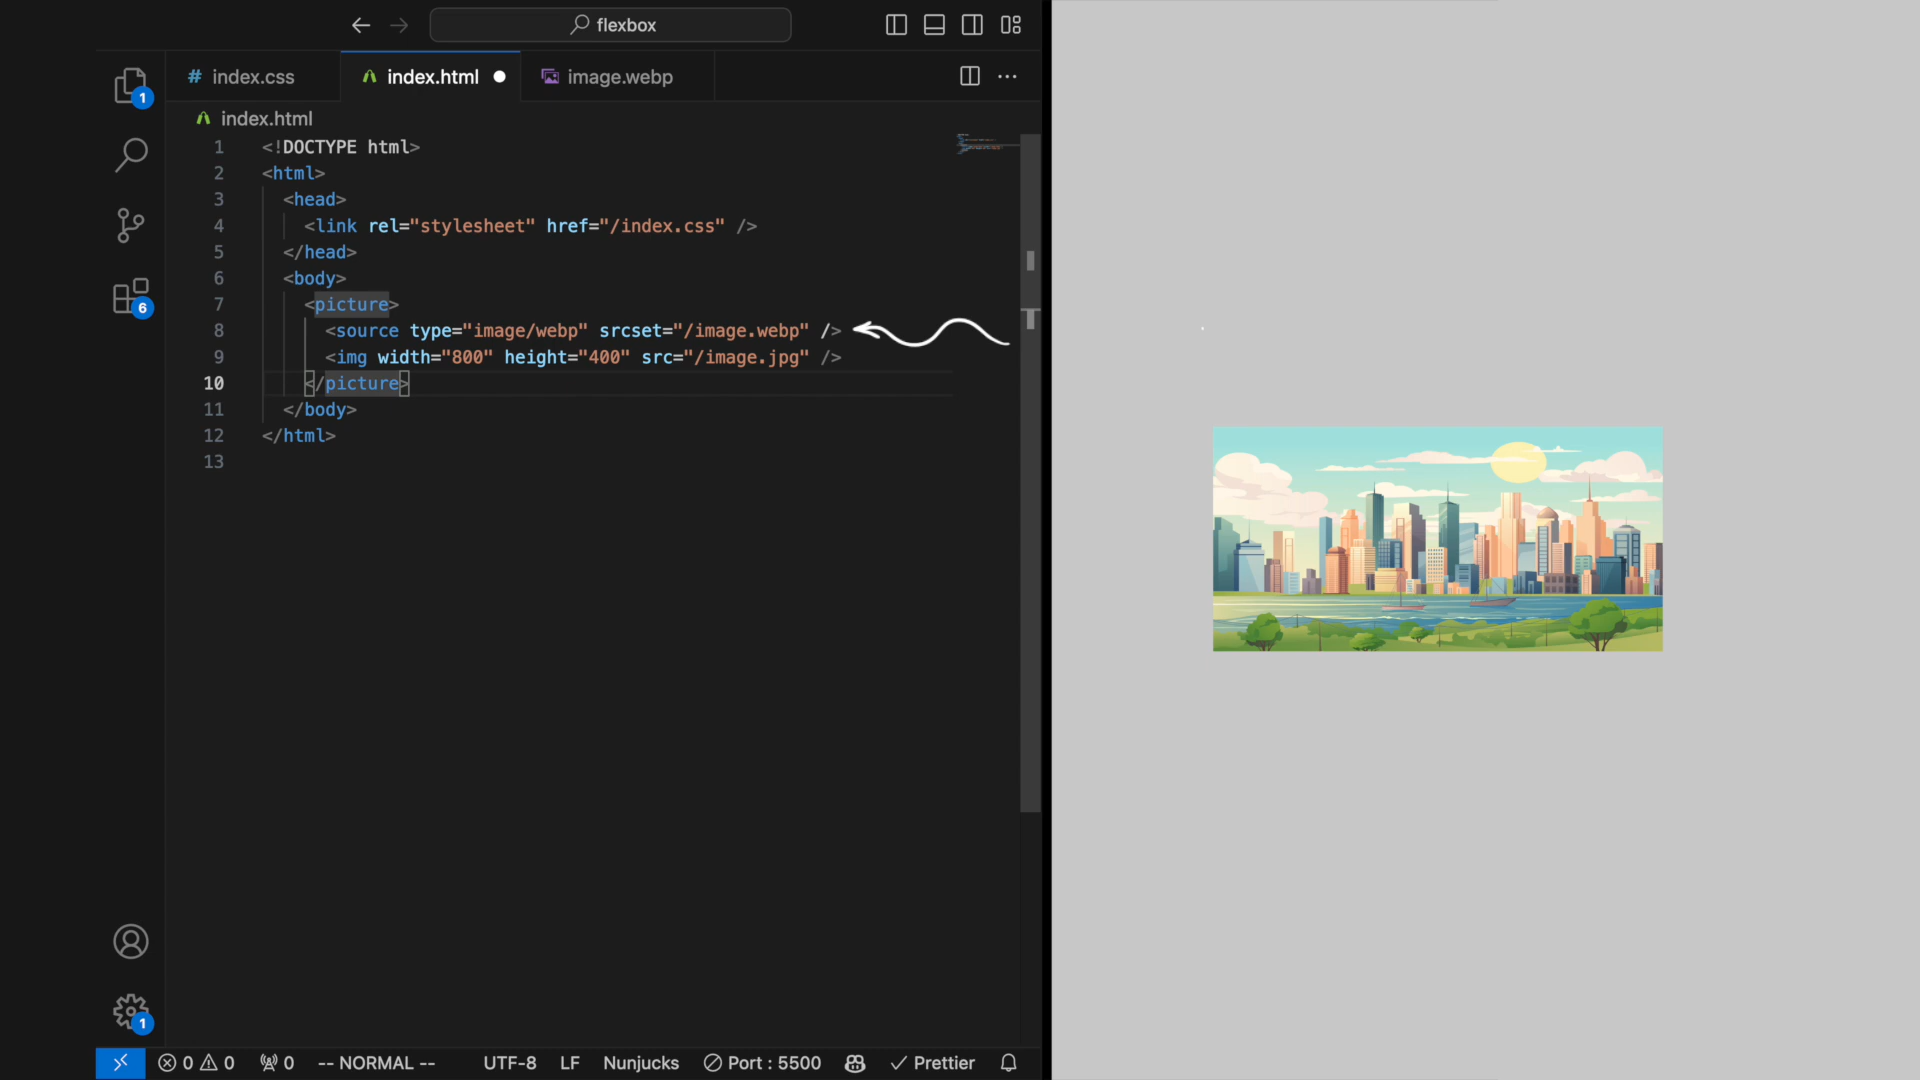 flexbox
index.css
index.html
image.webp
1
index.html
1 <!DOCTYPE html>
2 <html>
3 <head>
4 <link rel="stylesheet" href="/index.css" />
5 </head>
6 <body>
7 <picture>
8 <source type="image/webp" srcset="/image.webp" />
9 <img width="800" height="400" src="/image.jpg" />
10 </picture>
11 </body>
12 </html>
13
6
1
0 0 0 -- NORMAL -- UTF-8 LF Nunjucks Port : 5500 Prettier